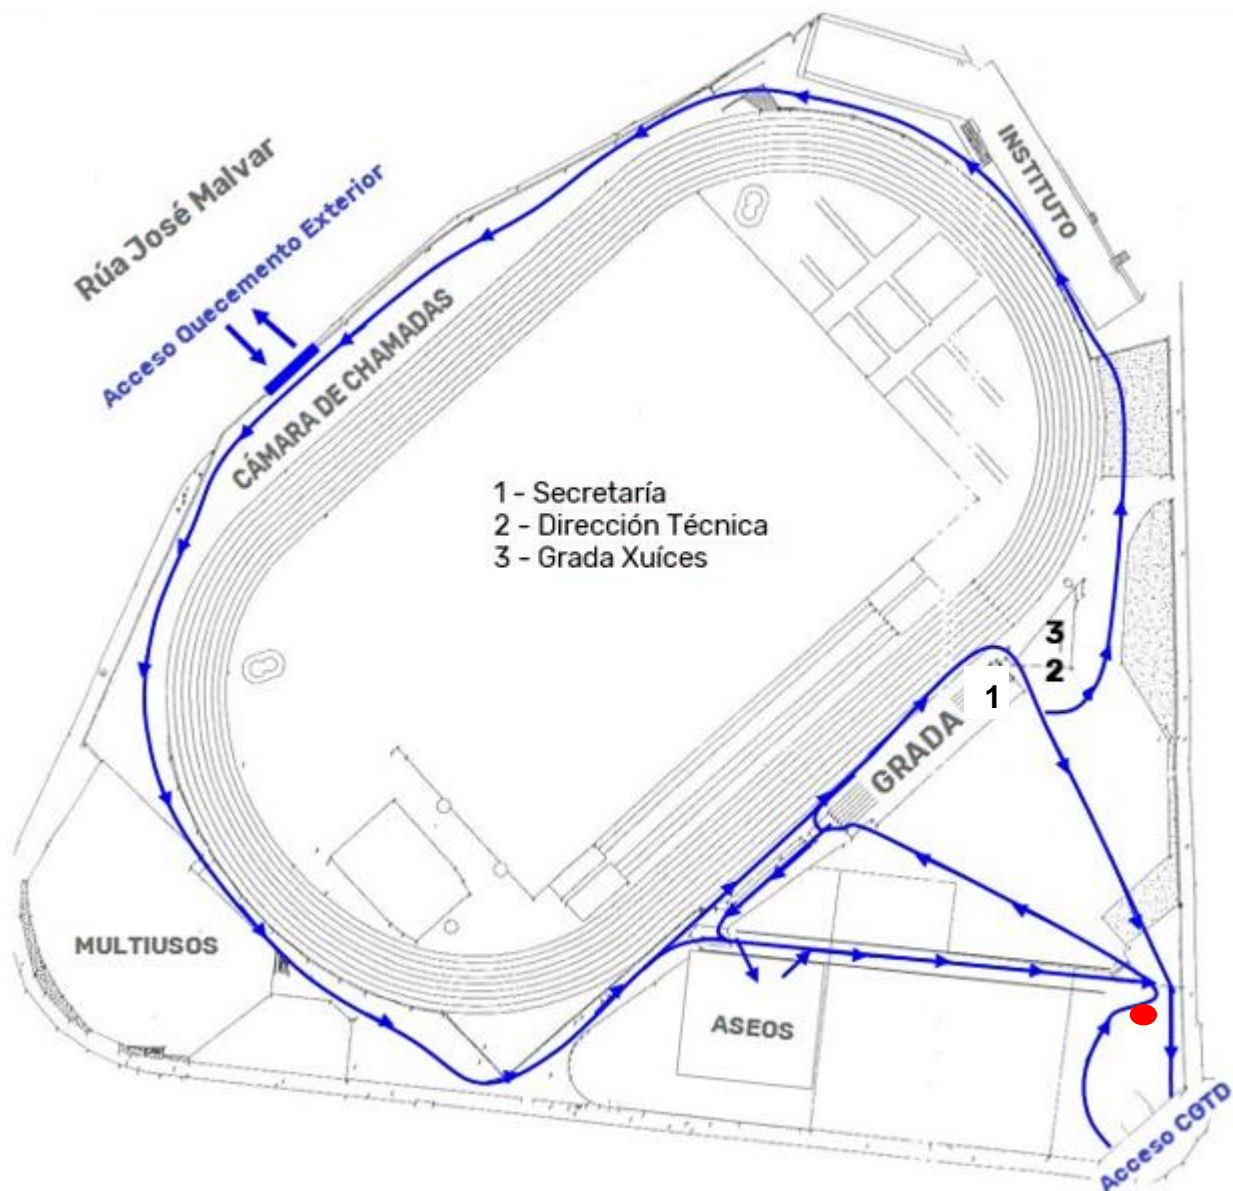 INSTITUTO
Rúa José Malvar
Acceso Quecemento Exterior
CÁMARA DE CHAMADAS
1 - Secretaría
2 - Dirección Técnica
3 - Grada Xuíces
3
2
1
GRADA
MULTIUSOS
ASEOS
Acceso CGTD